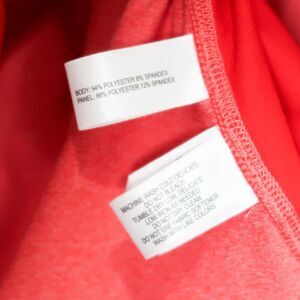 BODY: 94% POLYESTER 6% SPANDEX
PANEL: 88% POLYESTER 12% SPANDEX
MACHINE WASH COLD DELICATE
DO NOT BLEACH
TUMBLE DRY LOW DELICATE
LOW IRON AS NEEDED
DO NOT DRY CLEAN
DO NOT USE FABRIC SOFTENER
WASH WITH LIKE COLORS